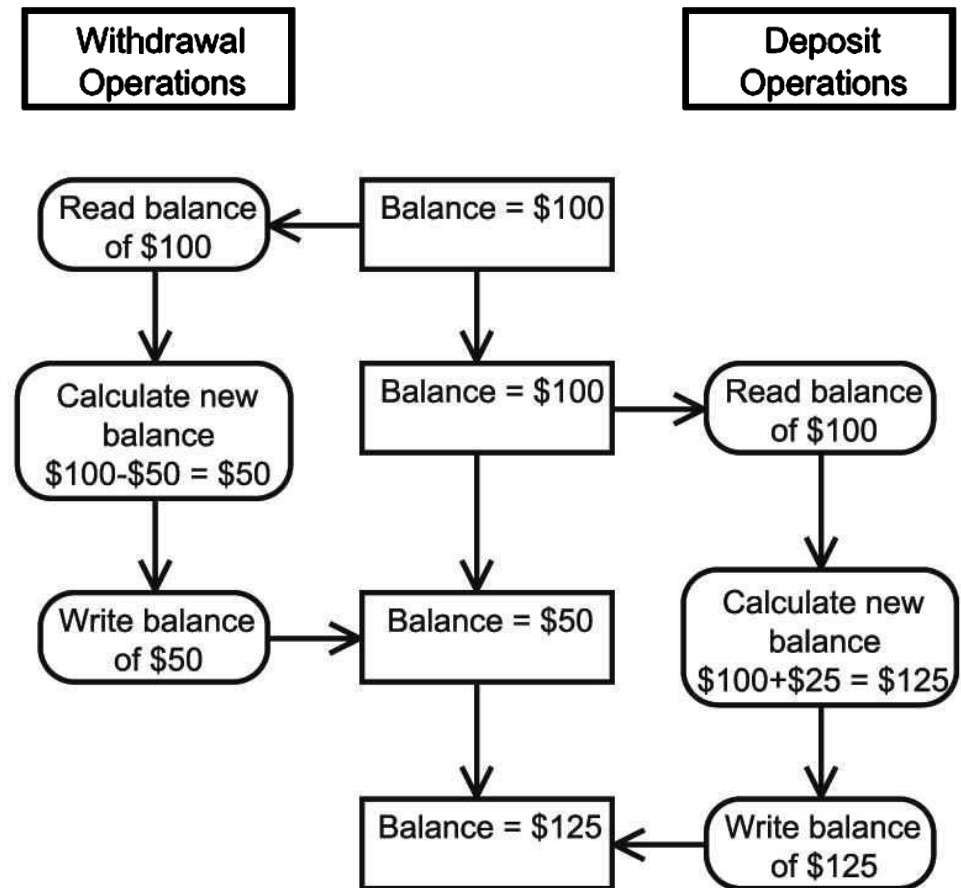 Withdrawal
Operations
Deposit
Operations
Read balance
of $100
Balance = $100
Calculate new
balance
$100-$50 = $50
Balance = $100
Read balance
of $100
Write balance
of $50
Balance = $50
Calculate new
balance
$100+$25 = $125
Balance = $125
Write balance
of $125